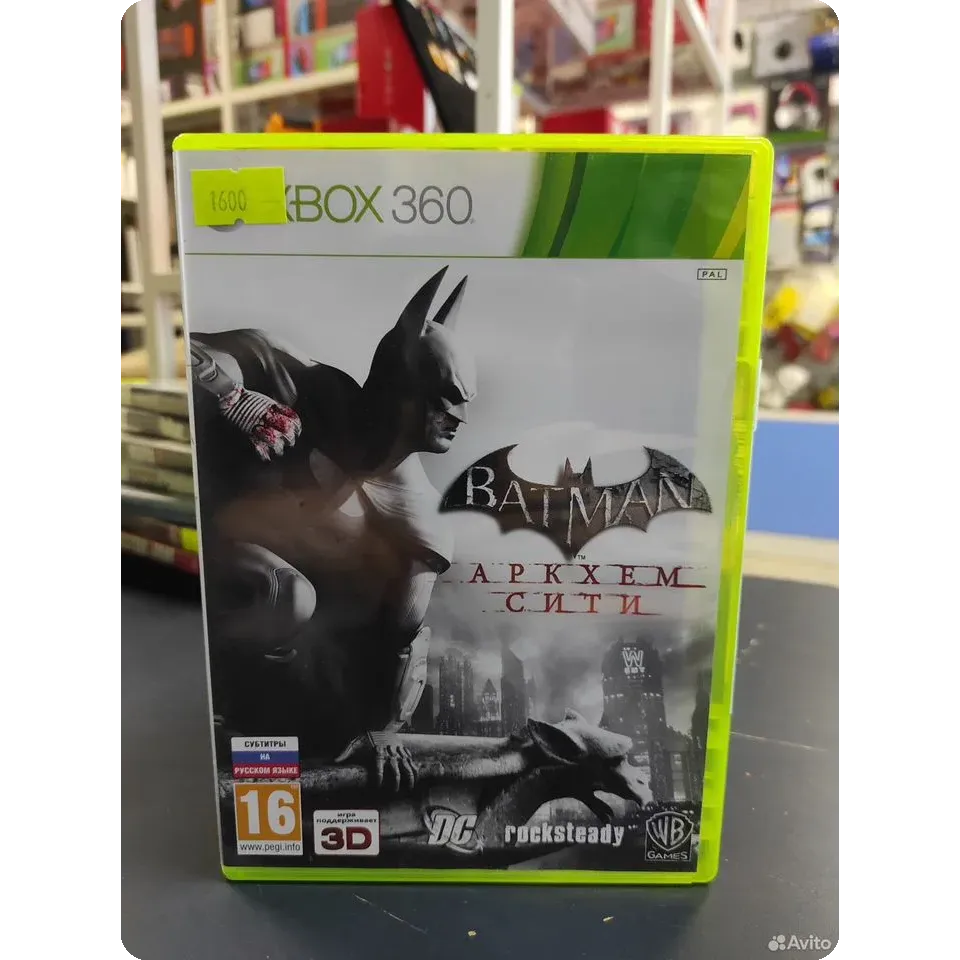 1600
XBOX 360
PAL
BATMAN
TM
АРКХЕМ
СИТИ
W
СУБТИТРЫ
НА
РУССКОМ ЯЗЫКЕ
16
www.pegi.info
игра
поддерживает
3D
DC
rocksteady
WB
GAMES
Avito